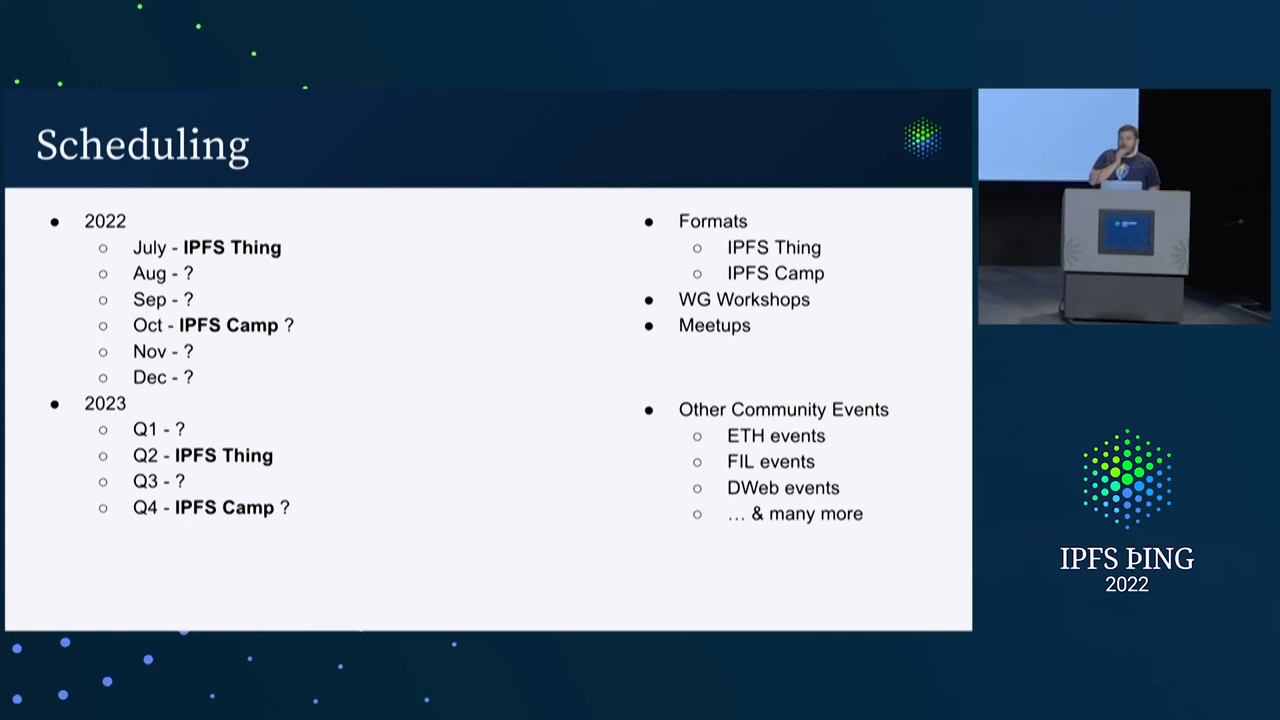 Scheduling
● 2022
○ July - IPFS Thing
○ Aug - ?
○ Sep - ?
○ Oct - IPFS Camp ?
○ Nov - ?
○ Dec - ?
● 2023
○ Q1 - ?
○ Q2 - IPFS Thing
○ Q3 - ?
○ Q4 - IPFS Camp ?
● Formats
○ IPFS Thing
○ IPFS Camp
● WG Workshops
● Meetups
● Other Community Events
○ ETH events
○ FIL events
○ DWeb events
○ … & many more
IPFS ÞING
2022